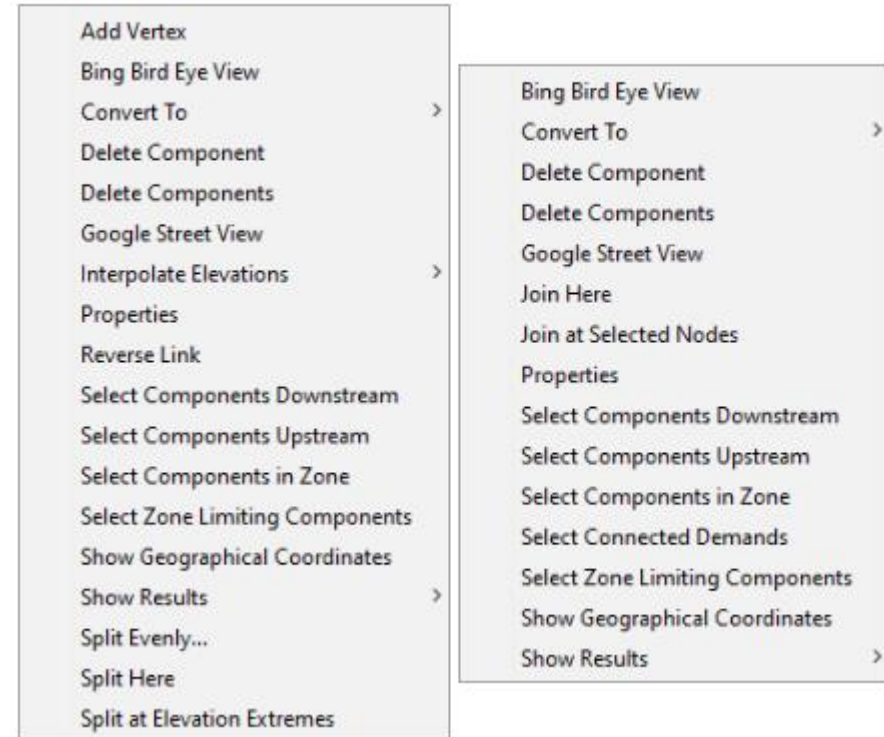 Add Vertex
Bing Bird Eye View
Convert To
Delete Component
Delete Components
Google Street View
Interpolate Elevations
Properties
Reverse Link
Select Components Downstream
Select Components Upstream
Select Components in Zone
Select Zone Limiting Components
Show Geographical Coordinates
Show Results
Split Evenly...
Split Here
Split at Elevation Extremes
Bing Bird Eye View
Convert To
Delete Component
Delete Components
Google Street View
Join Here
Join at Selected Nodes
Properties
Select Components Downstream
Select Components Upstream
Select Components in Zone
Select Connected Demands
Select Zone Limiting Components
Show Geographical Coordinates
Show Results